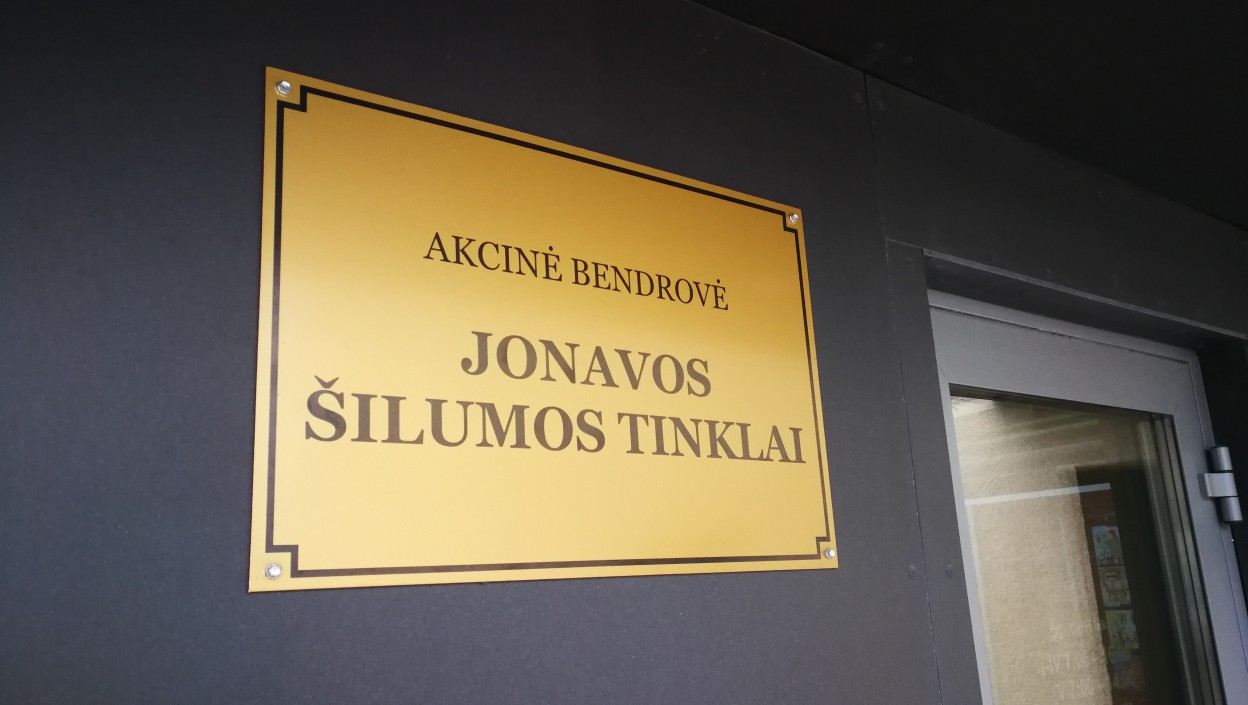 AKCINĖ BENDROVĖ
JONAVOS
ŠILUMOS TINKLAI